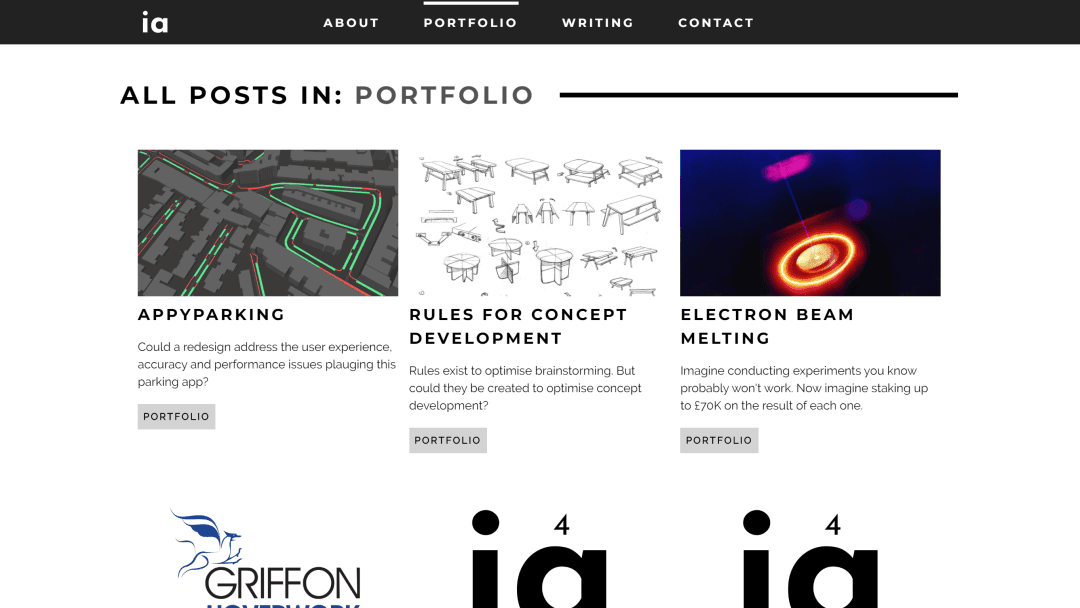 ia
ABOUT
PORTFOLIO
WRITING
CONTACT
ALL POSTS IN: PORTFOLIO
APPYPARKING
Could a redesign address the user experience,
accuracy and performance issues plauging this
parking app?
PORTFOLIO
RULES FOR CONCEPT
DEVELOPMENT
Rules exist to optimise brainstorming. But
could they be created to optimise concept
development?
PORTFOLIO
ELECTRON BEAM
MELTING
Imagine conducting experiments you know
probably won't work. Now imagine staking up
to £70K on the result of each one.
PORTFOLIO
GRIFFON
HOVERWORK
4
ia
4
ia